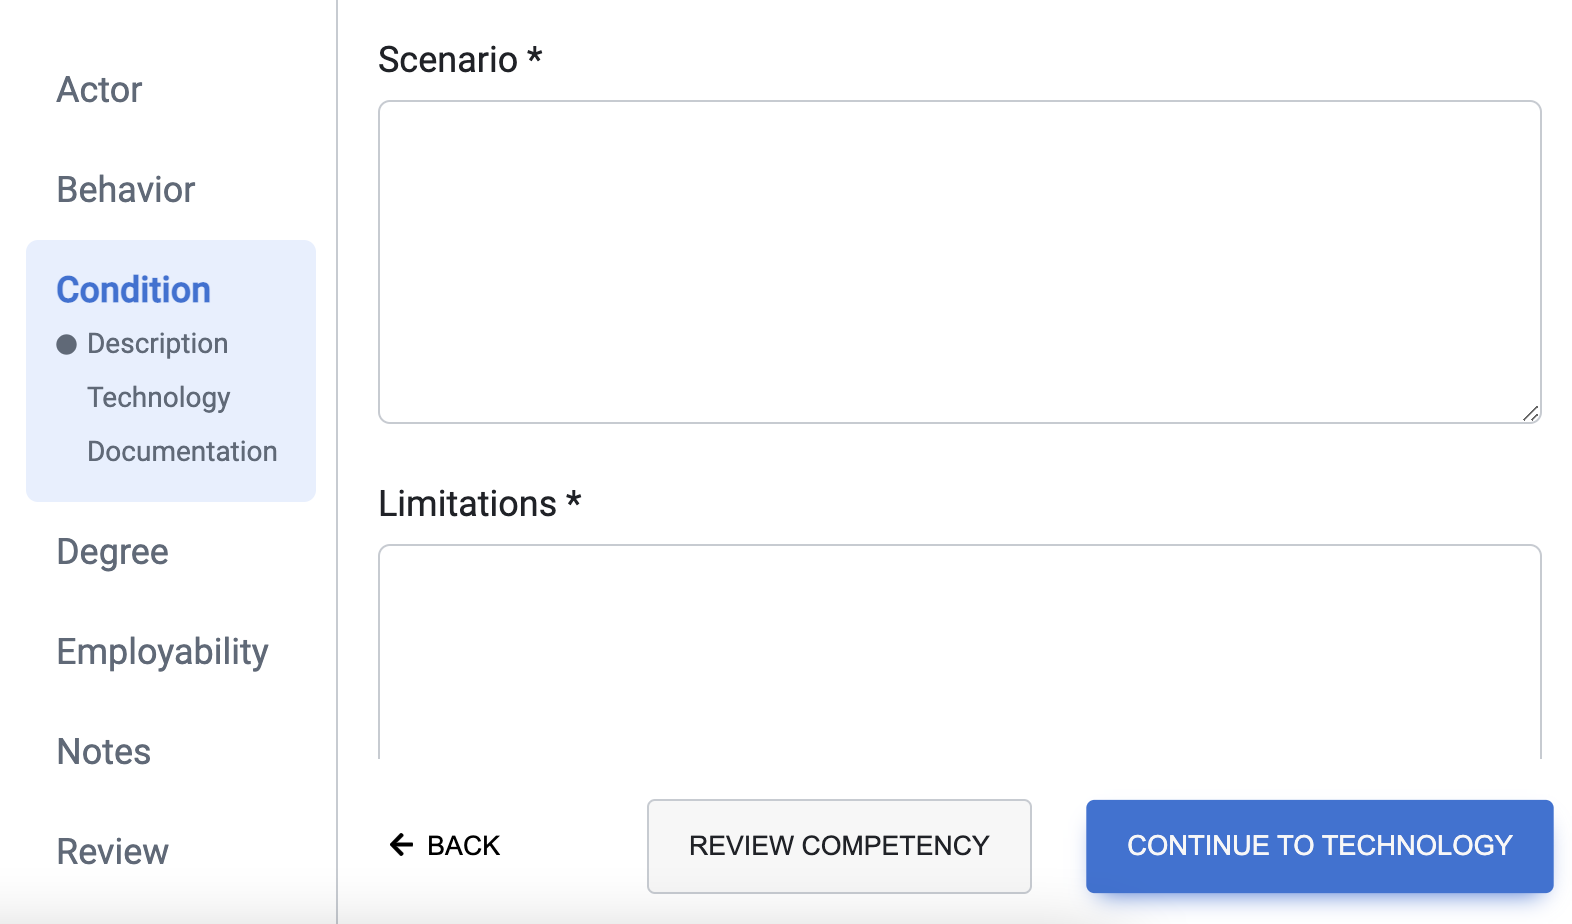 Actor
Behavior
Condition
Description
Technology
Documentation
Degree
Employability
Notes
Review
Scenario *
Limitations *
BACK
REVIEW COMPETENCY
CONTINUE TO TECHNOLOGY